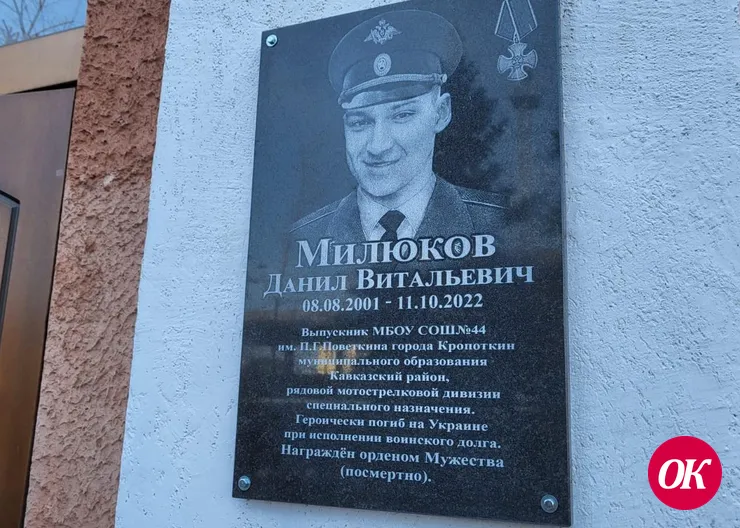 Милюков
Данил Витальевич
08.08.2001 - 11.10.2022
Выпускник МБОУ СОШ№44
им. П.Г.Поветкина города Кропоткин
муниципального образования
Кавказский район,
рядовой мотострелковой дивизии
специального назначения.
Героически погиб на Украине
при исполнении воинского долга.
Награждён орденом Мужества
(посмертно).
ОК